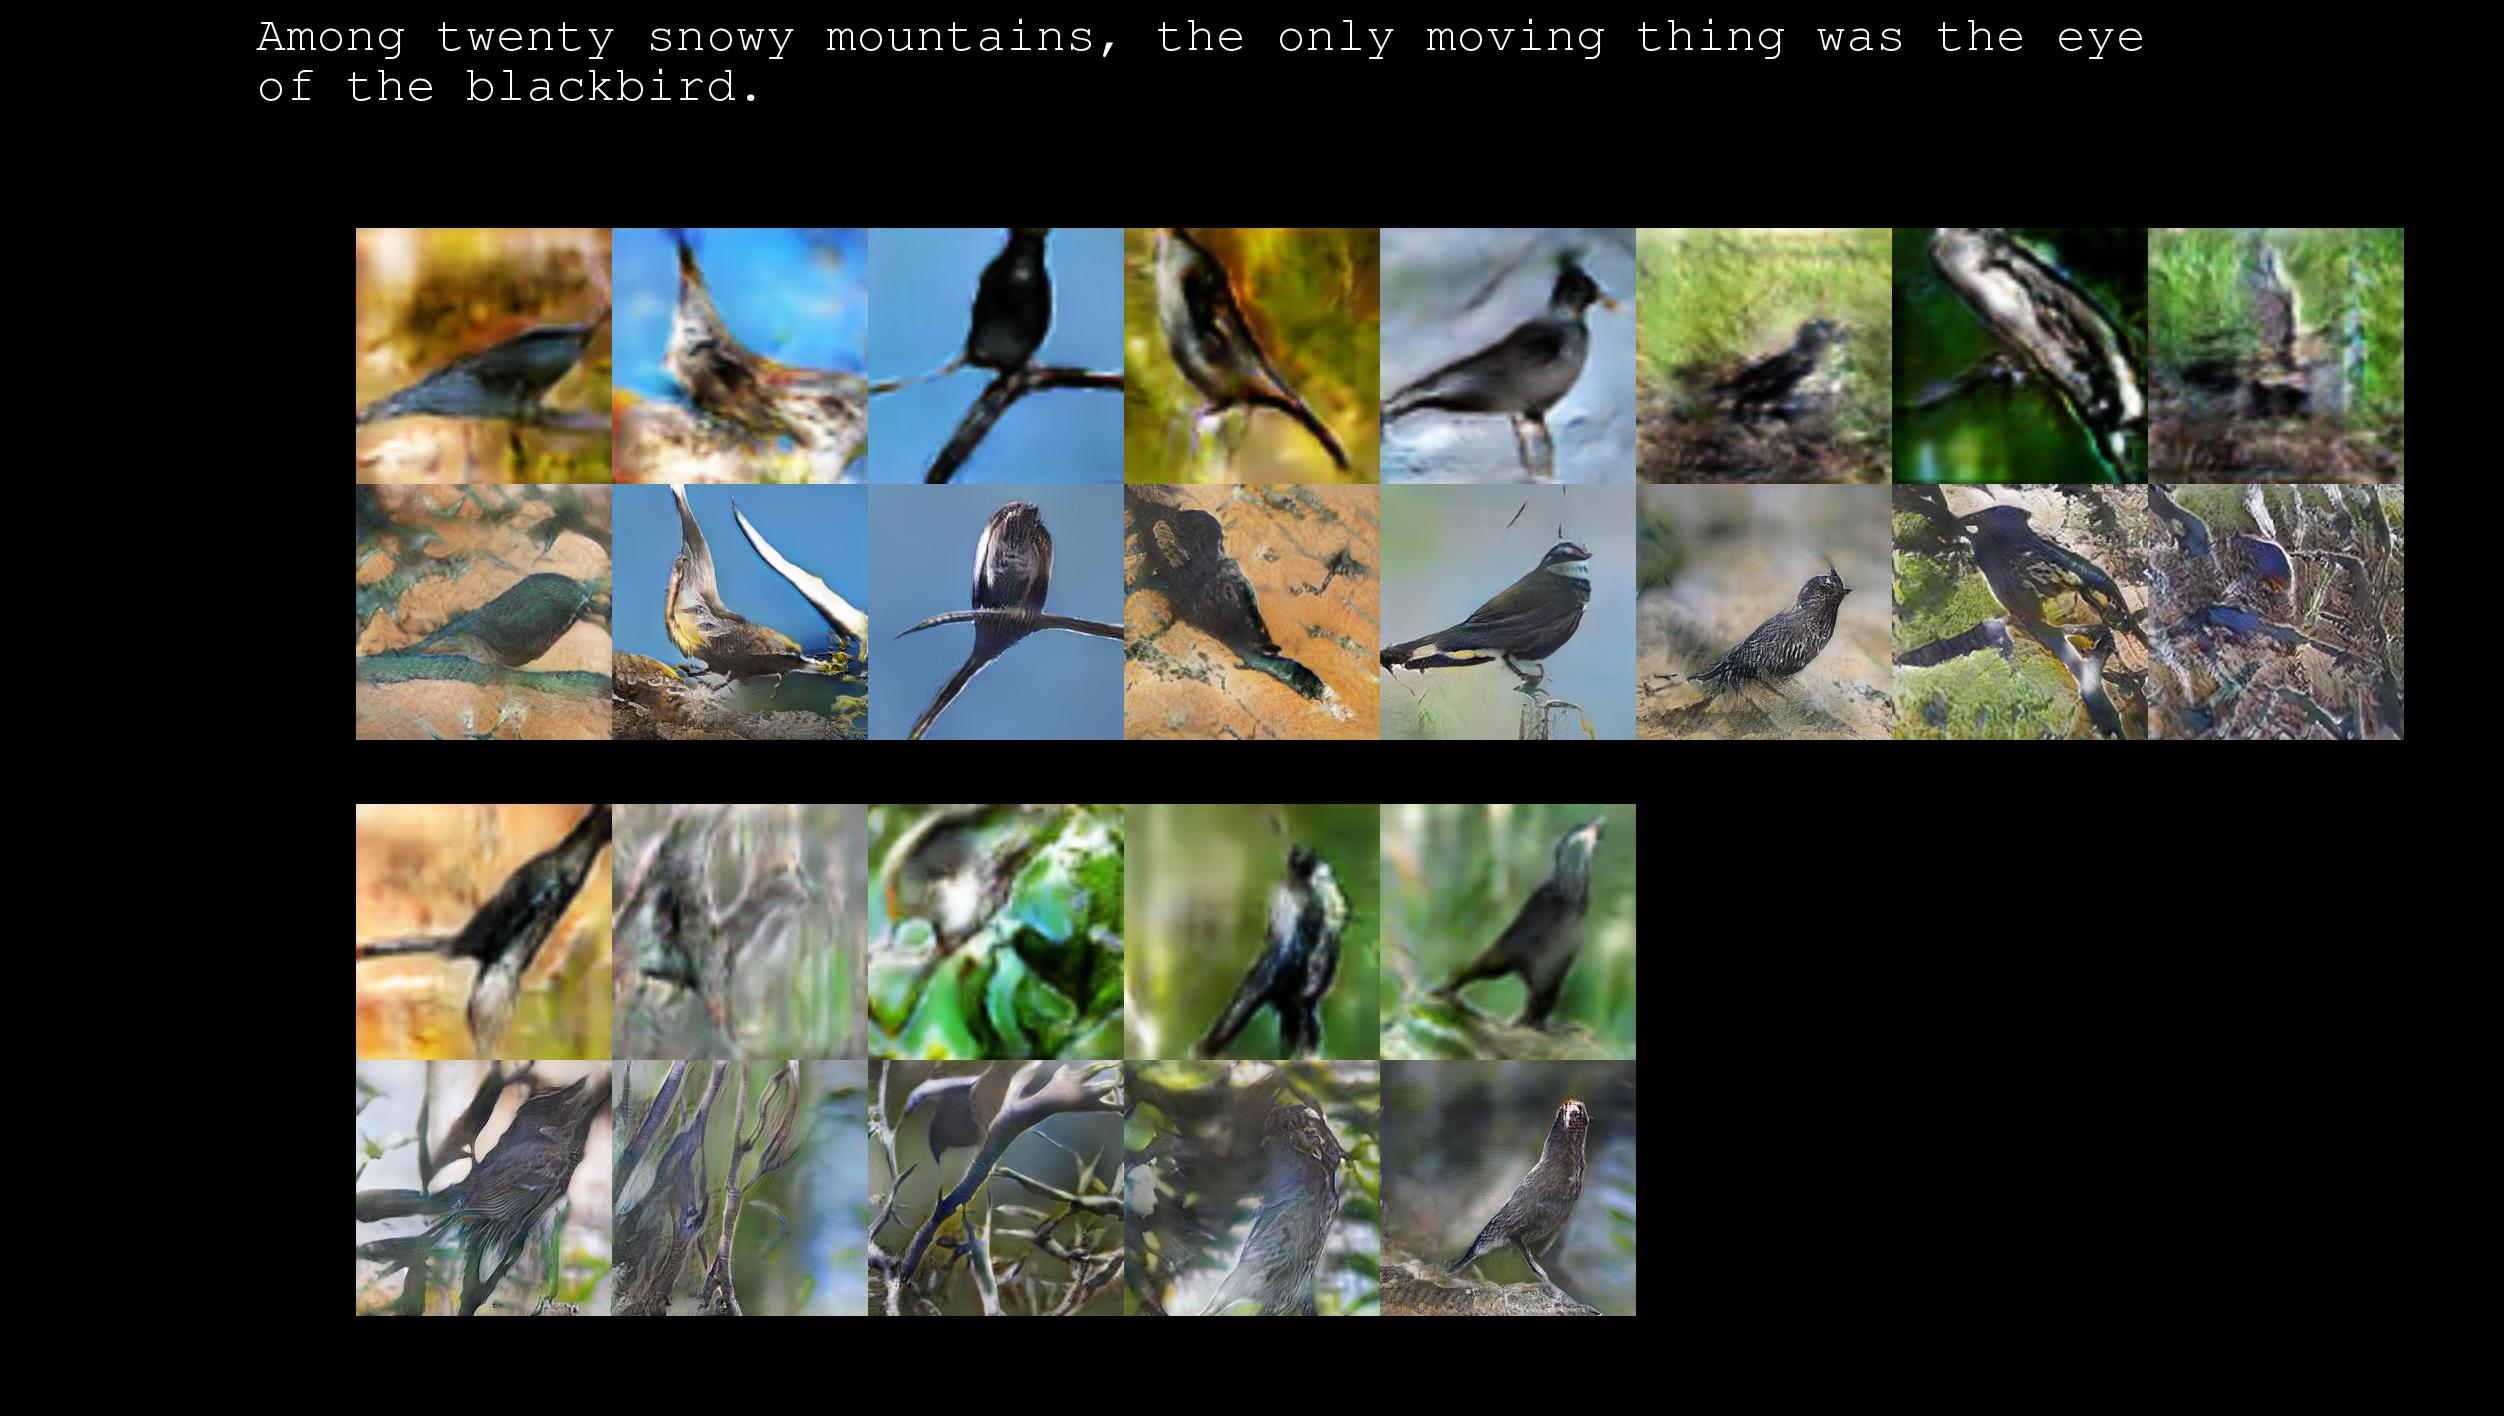 Among twenty snowy mountains, the only moving thing was the eye
of the blackbird.